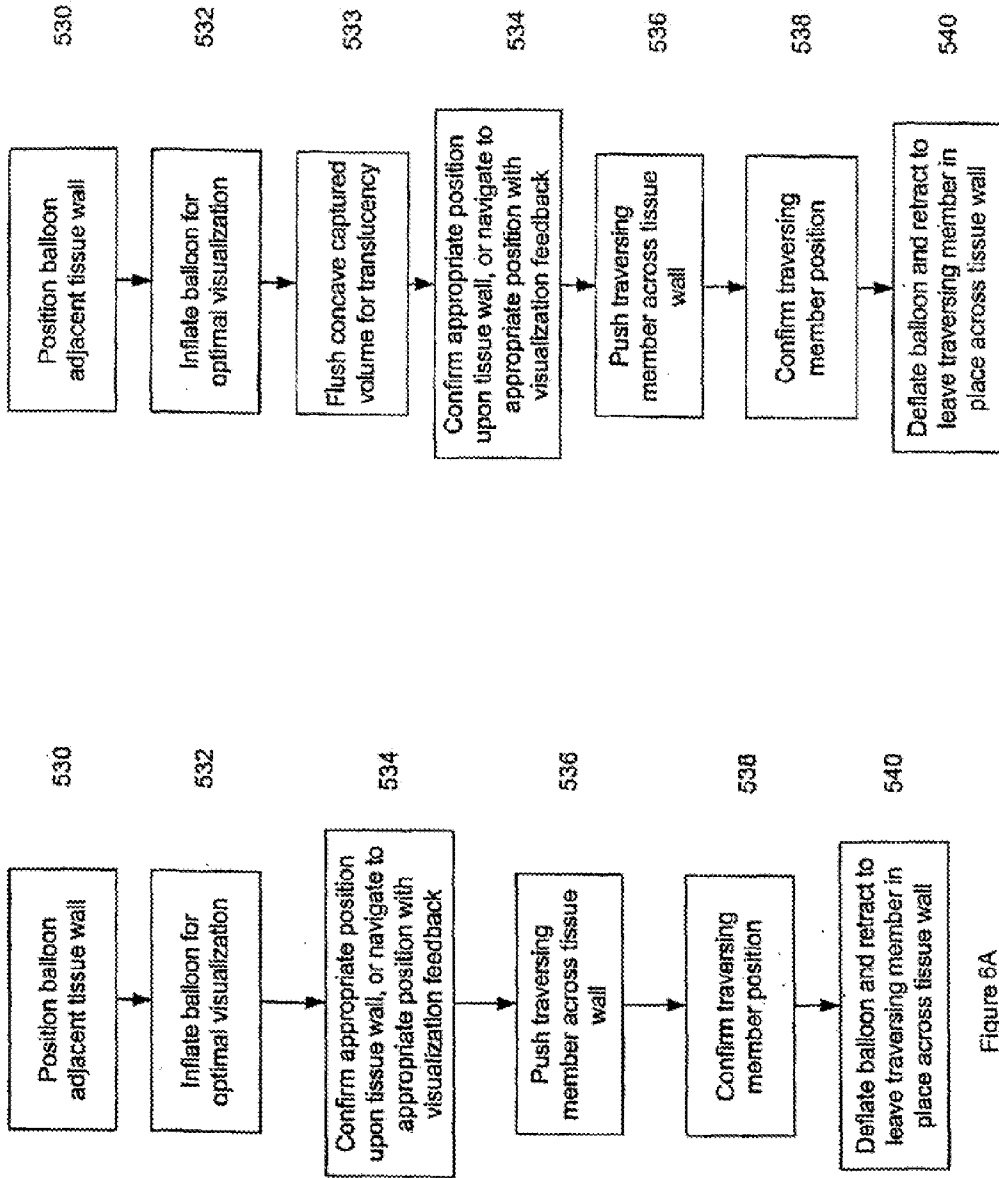 Position balloon
adjacent tissue wall
530
Inflate balloon for
optimal visualization
532
Confirm appropriate position
upon tissue wall, or navigate to
appropriate position with
visualization feedback
534
Push traversing
member across tissue
wall
536
Confirm traversing
member position
538
Deflate balloon and retract to
leave traversing member in
place across tissue wall
540
Figure 6A
Position balloon
adjacent tissue wall
530
Inflate balloon for
optimal visualization
532
Flush concave captured
volume for translucency
533
Confirm appropriate position
upon tissue wall, or navigate to
appropriate position with
visualization feedback
534
Push traversing
member across tissue
wall
536
Confirm traversing
member position
538
Deflate balloon and retract to
leave traversing member in
place across tissue wall
540